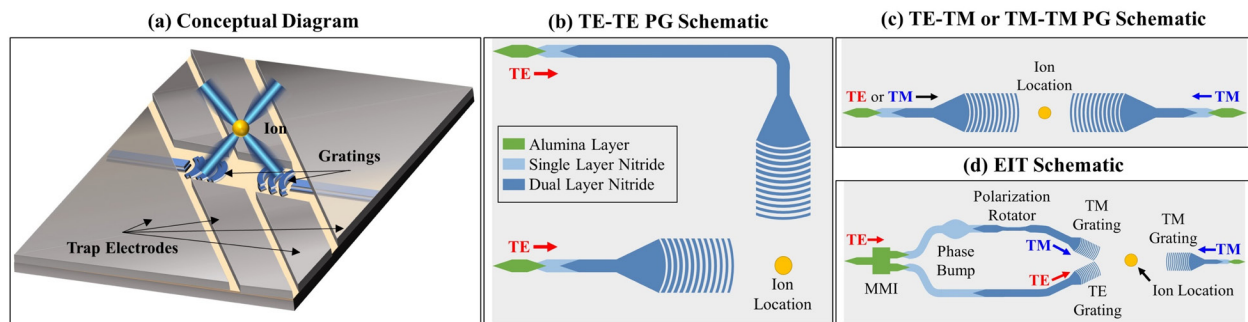 (a) Conceptual Diagram
Ion
Gratings
Trap Electrodes
(b) TE-TE PG Schematic
TE
Alumina Layer
Single Layer Nitride
Dual Layer Nitride
TE
Ion
Location
(c) TE-TM or TM-TM PG Schematic
Ion
Location
TE or TM
TM
(d) EIT Schematic
Polarization
Rotator
TM
Grating
TM
Grating
TE
TM
TM
Phase
Bump
TE
MMI
TE
Grating
Ion Location